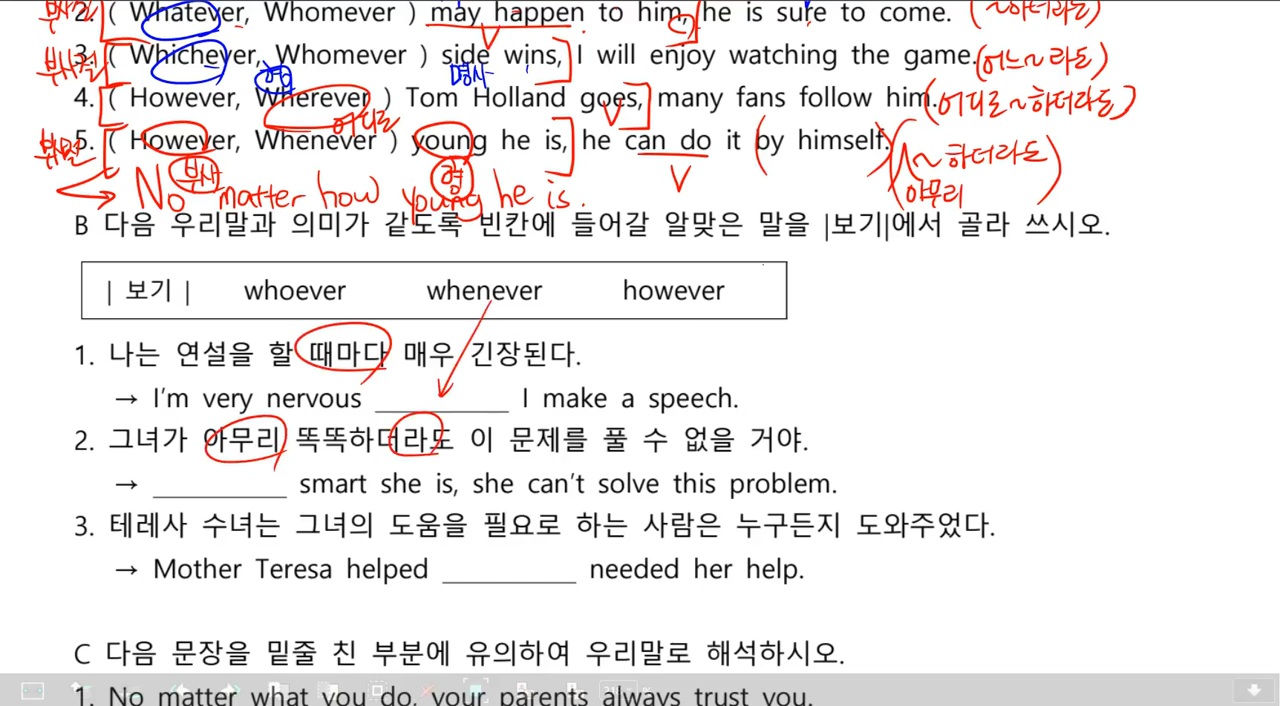 2. ( Whatever, Whomever ) may happen to him, he is sure to come. (~하더라도)
부사절 3. ( Whichever, Whomever ) side wins, I will enjoy watching the game. (어느~라도)
형 명사
4. ( However, Wherever ) Tom Holland goes, many fans follow him. (어디로~하더라도)
어디로 V
5. ( However, Whenever ) young he is, he can do it by himself. (~하더라도
부사 형 V 아무리)
No matter how young he is.
B 다음 우리말과 의미가 같도록 빈칸에 들어갈 알맞은 말을 |보기|에서 골라 쓰시오.
| 보기 | whoever whenever however
1. 나는 연설을 할 때마다 매우 긴장된다.
→ I'm very nervous __________ I make a speech.
2. 그녀가 아무리 똑똑하더라도 이 문제를 풀 수 없을 거야.
→ __________ smart she is, she can't solve this problem.
3. 테레사 수녀는 그녀의 도움을 필요로 하는 사람은 누구든지 도와주었다.
→ Mother Teresa helped __________ needed her help.
C 다음 문장을 밑줄 친 부분에 유의하여 우리말로 해석하시오.
1. No matter what you do, your parents always trust you.